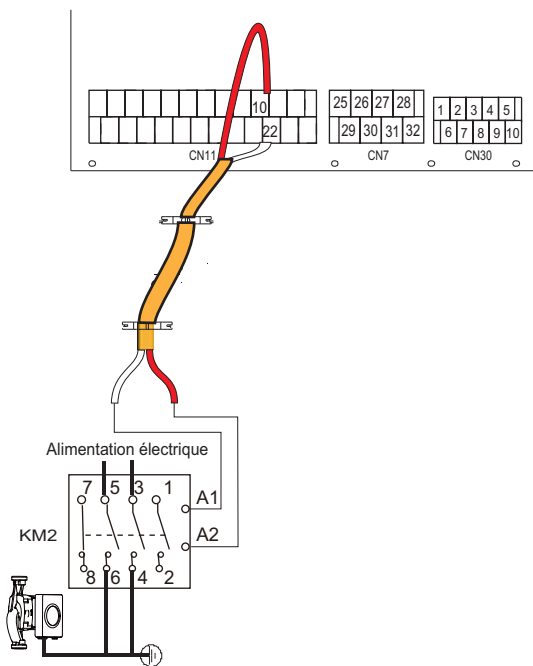 10
25 26 27 28
1 2 3 4 5
22
29 30 31 32
6 7 8 9 10
CN11
CN7
CN30
Alimentation électrique
7 5 3 1
A1
KM2
A2
8 6 4 2